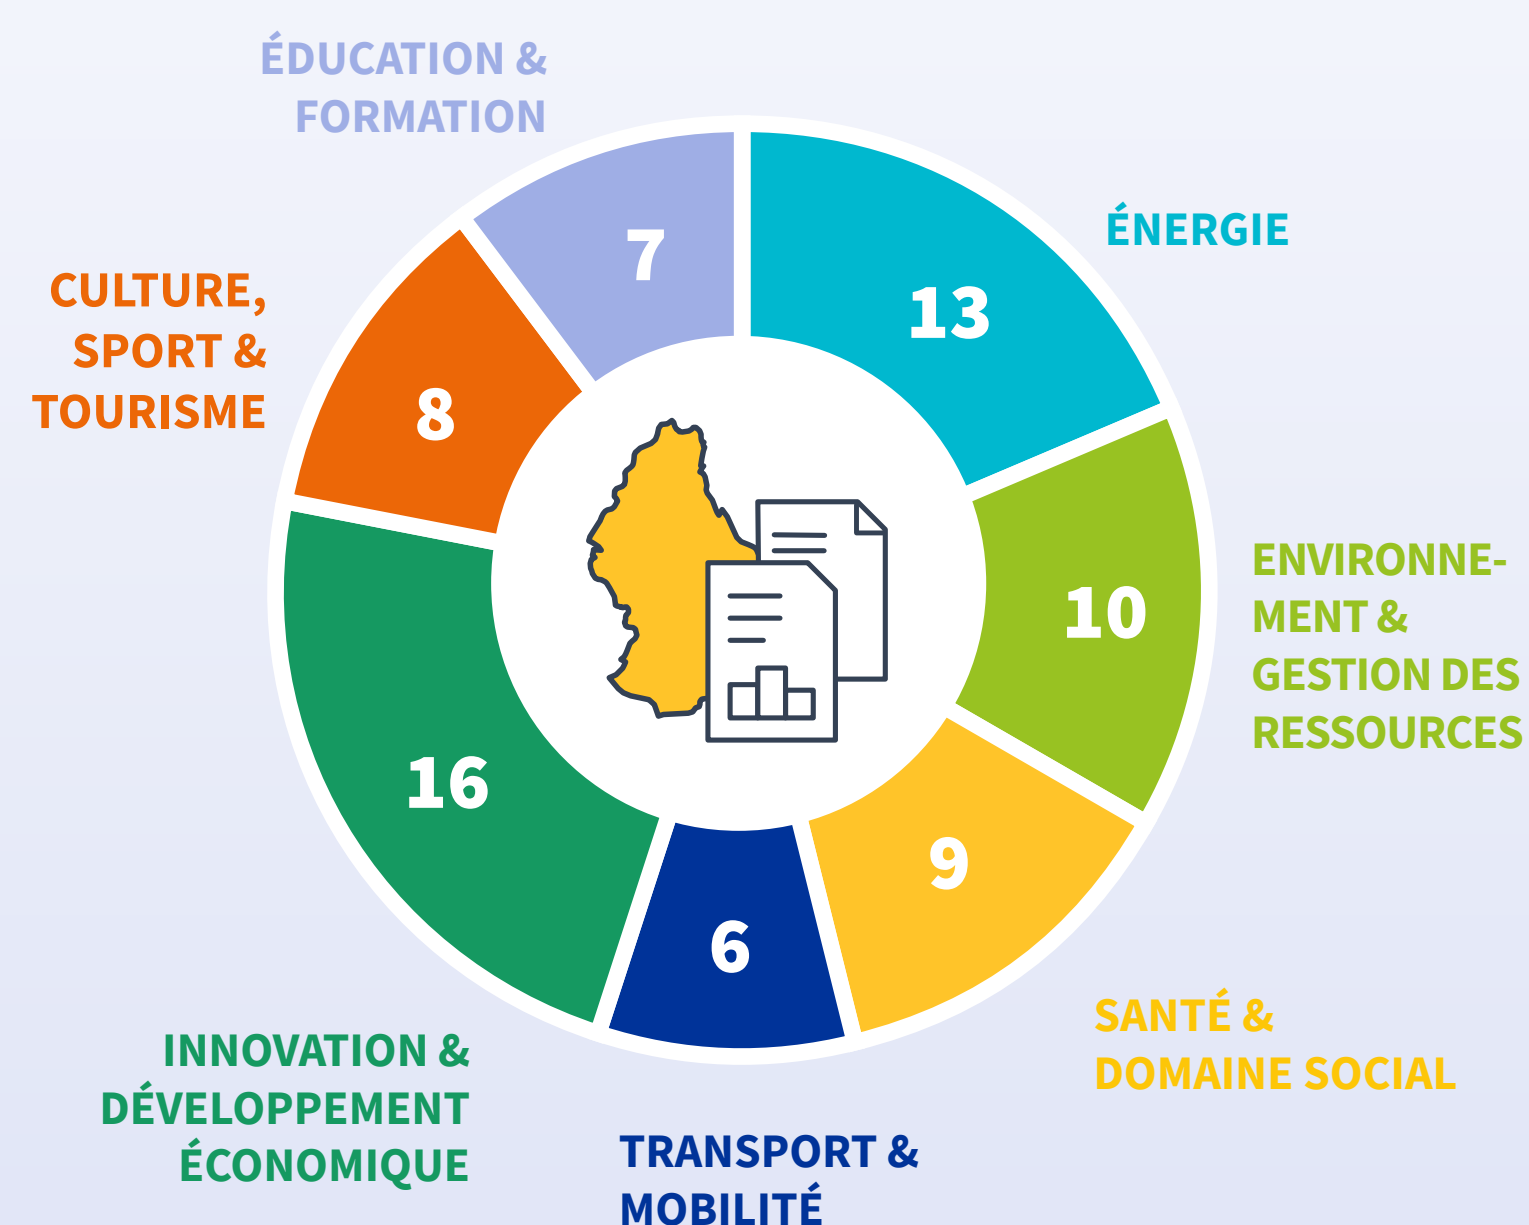 ÉDUCATION &
FORMATION
7
ÉNERGIE
13
ENVIRONNE-
MENT &
GESTION DES
RESSOURCES
10
SANTÉ &
DOMAINE SOCIAL
9
TRANSPORT &
MOBILITÉ
6
INNOVATION &
DÉVELOPPEMENT
ÉCONOMIQUE
16
CULTURE,
SPORT &
TOURISME
8